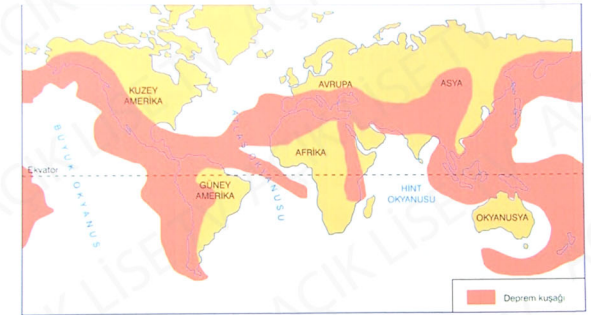 KUZEY
AMERİKA
AVRUPA
ASYA
AFRİKA
Ekvator
GÜNEY
AMERİKA
HİNT
OKYANUSU
OKYANUSYA
BÜYÜK OKYANUS
Deprem kuşağı
AÇIK LİSE TV